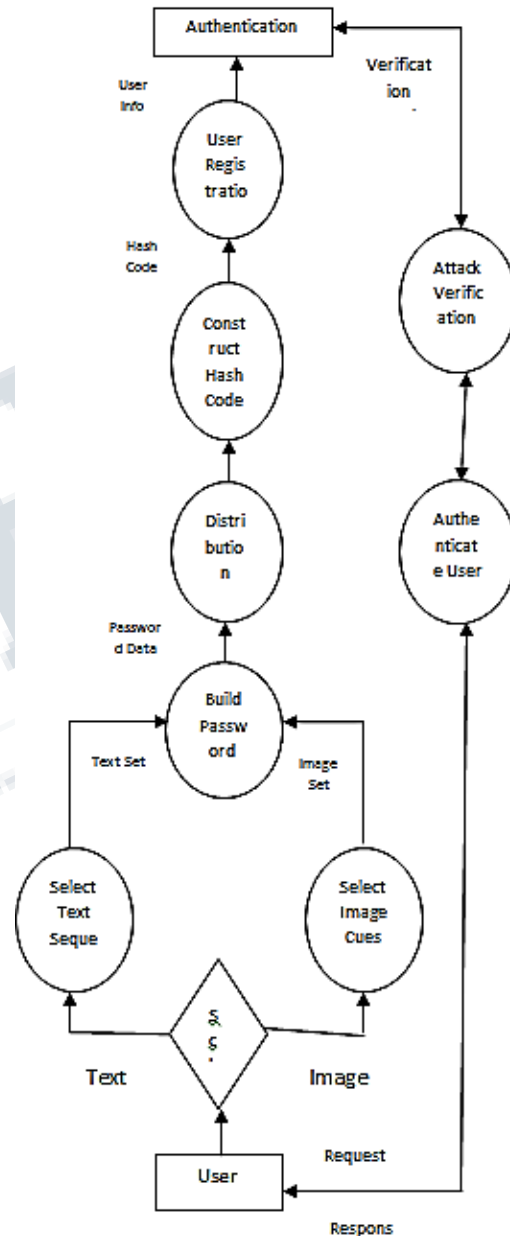 Authentication
User
Info
Verificat
ion
User
Regis
tratio
Hash
Code
Attack
Verific
ation
Const
ruct
Hash
Code
Distri
butio
n
Authe
nticat
e User
Passwor
d Data
Build
Passw
ord
Text Set
Image
Set
Select
Text
Seque
Select
Image
Cues
Text
Image
User
Request
Respons